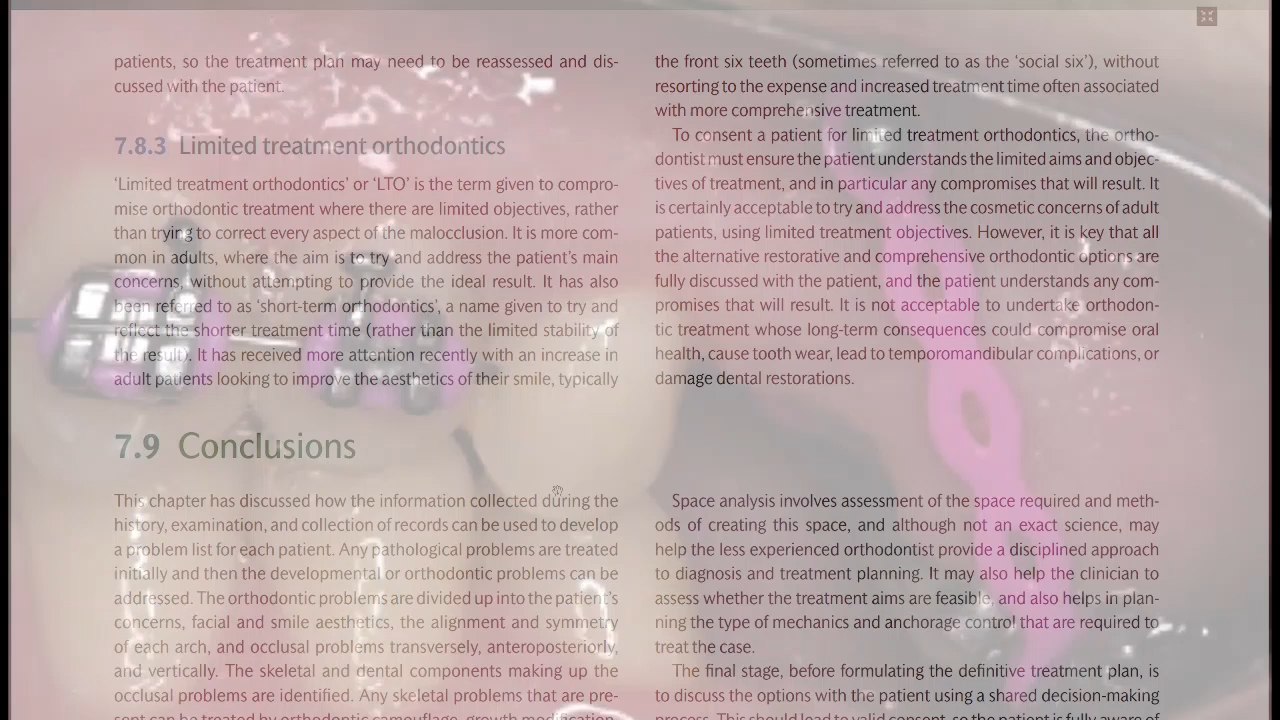 patients, so the treatment plan may need to be reassessed and dis-
cussed with the patient.
7.8.3 Limited treatment orthodontics
‘Limited treatment orthodontics’ or ‘LTO’ is the term given to compro-
mise orthodontic treatment where there are limited objectives, rather
than trying to correct every aspect of the malocclusion. It is more com-
mon in adults, where the aim is to try and address the patient's main
concerns, without attempting to provide the ideal result. It has also
been referred to as ‘short-term orthodontics’, a name given to try and
reflect the shorter treatment time (rather than the limited stability of
the result). It has received more attention recently with an increase in
adult patients looking to improve the aesthetics of their smile, typically
the front six teeth (sometimes referred to as the ‘social six’), without
resorting to the expense and increased treatment time often associated
with more comprehensive treatment.
To consent a patient for limited treatment orthodontics, the ortho-
dontist must ensure the patient understands the limited aims and objec-
tives of treatment, and in particular any compromises that will result. It
is certainly acceptable to try and address the cosmetic concerns of adult
patients, using limited treatment objectives. However, it is key that all
the alternative restorative and comprehensive orthodontic options are
fully discussed with the patient, and the patient understands any com-
promises that will result. It is not acceptable to undertake orthodon-
tic treatment whose long-term consequences could compromise oral
health, cause tooth wear, lead to temporomandibular complications, or
damage dental restorations.
7.9 Conclusions
This chapter has discussed how the information collected during the
history, examination, and collection of records can be used to develop
a problem list for each patient. Any pathological problems are treated
initially and then the developmental or orthodontic problems can be
addressed. The orthodontic problems are divided up into the patient's
concerns, facial and smile aesthetics, the alignment and symmetry
of each arch, and occlusal problems transversely, anteroposteriorly,
and vertically. The skeletal and dental components making up the
occlusal problems are identified. Any skeletal problems that are pre-
sent can be treated by orthodontic camouflage, growth modification,
Space analysis involves assessment of the space required and meth-
ods of creating this space, and although not an exact science, may
help the less experienced orthodontist provide a disciplined approach
to diagnosis and treatment planning. It may also help the clinician to
assess whether the treatment aims are feasible, and also helps in plan-
ning the type of mechanics and anchorage control that are required to
treat the case.
The final stage, before formulating the definitive treatment plan, is
to discuss the options with the patient using a shared decision-making
process. This should lead to valid consent, so the patient is fully aware of